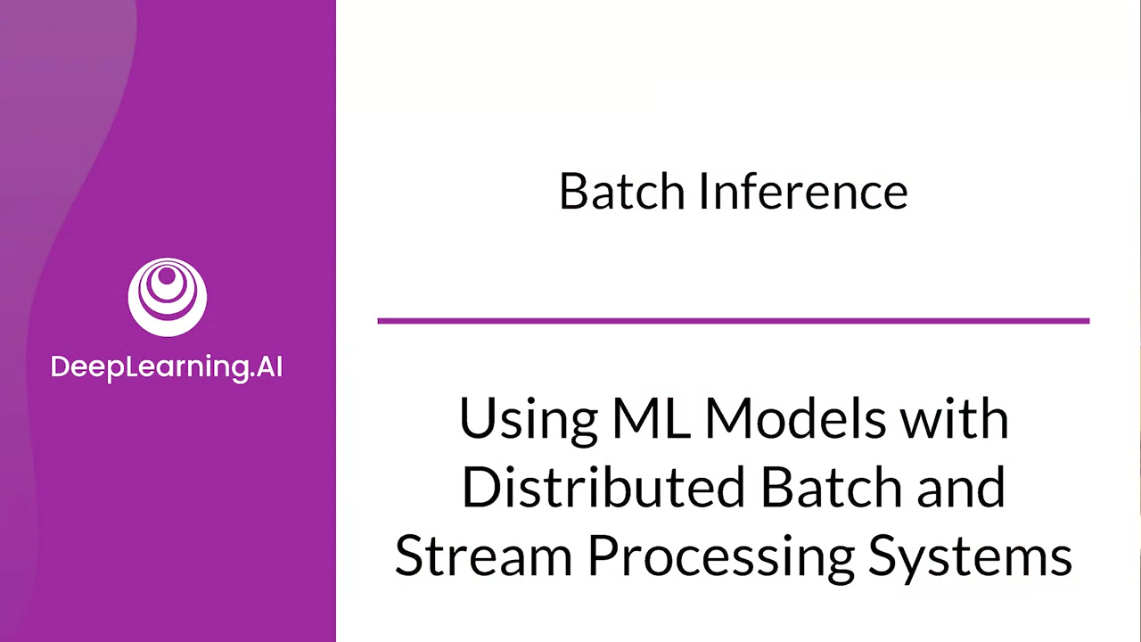 Batch Inference
DeepLearning.AI
Using ML Models with
Distributed Batch and
Stream Processing Systems